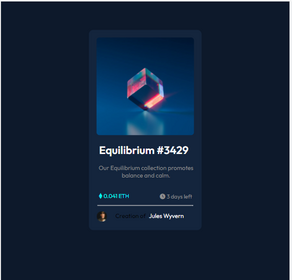 Equilibrium #3429
Our Equilibrium collection promotes
balance and calm.
0.041 ETH
3 days left
Creation of Jules Wyvern